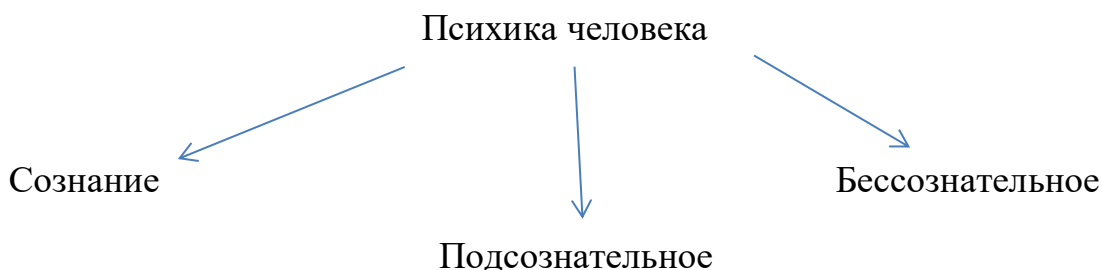 Психика человека
Сознание
Бессознательное
Подсознательное